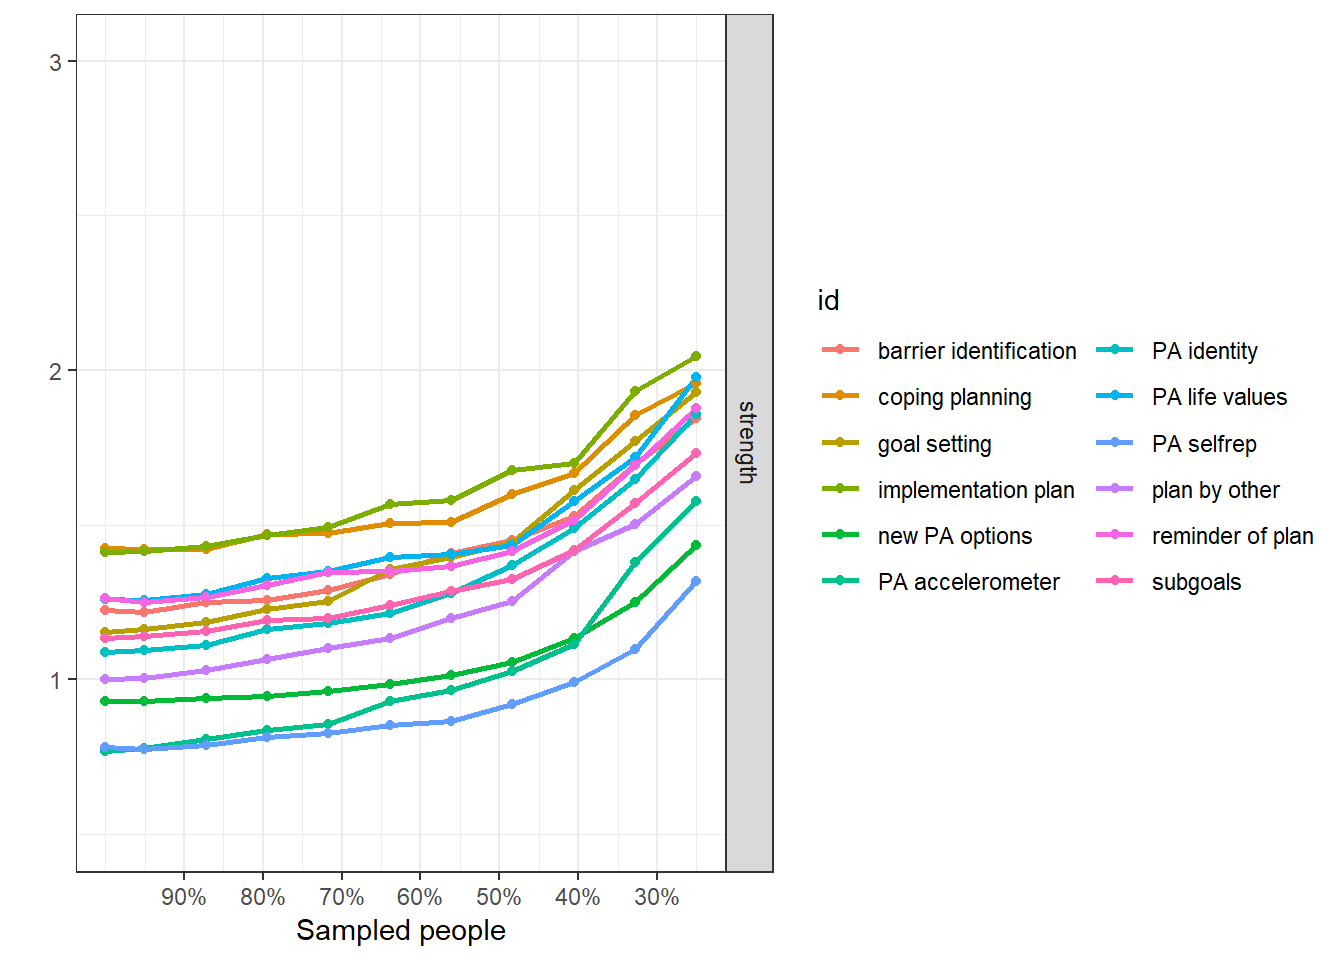 3
2
1
90% 80% 70% 60% 50% 40% 30%
Sampled people
strength
id
barrier identification
coping planning
goal setting
implementation plan
new PA options
PA accelerometer
PA identity
PA life values
PA selfrep
plan by other
reminder of plan
subgoals